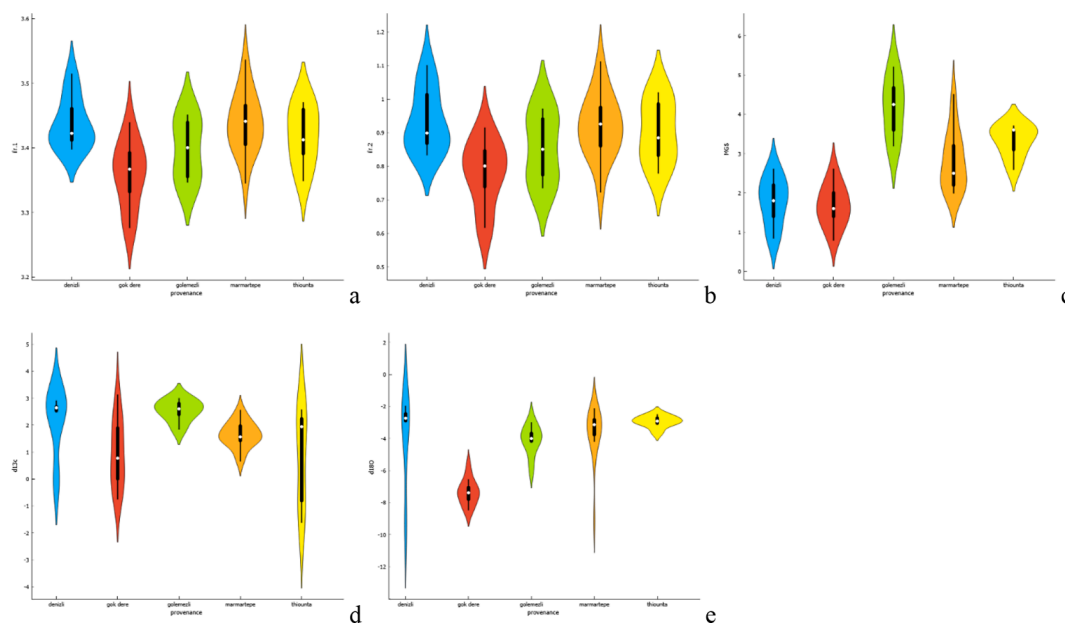 3.6
3.5
3.4
3.3
3.2
Fr.1
denizli gok dere golemezli marmartepe thiounta
provenance
a
1.2
1.1
1
0.9
0.8
0.7
0.6
0.5
Fr.2
denizli gok dere golemezli marmartepe thiounta
provenance
b
6
5
4
3
2
1
0
MGS
denizli gok dere golemezli marmartepe thiounta
provenance
5
4
3
2
1
0
-1
-2
-3
-4
d13c
denizli gok dere golemezli marmartepe thiounta
provenance
d
2
0
-2
-4
-6
-8
-10
-12
d18O
denizli gok dere golemezli marmartepe thiounta
provenance
e